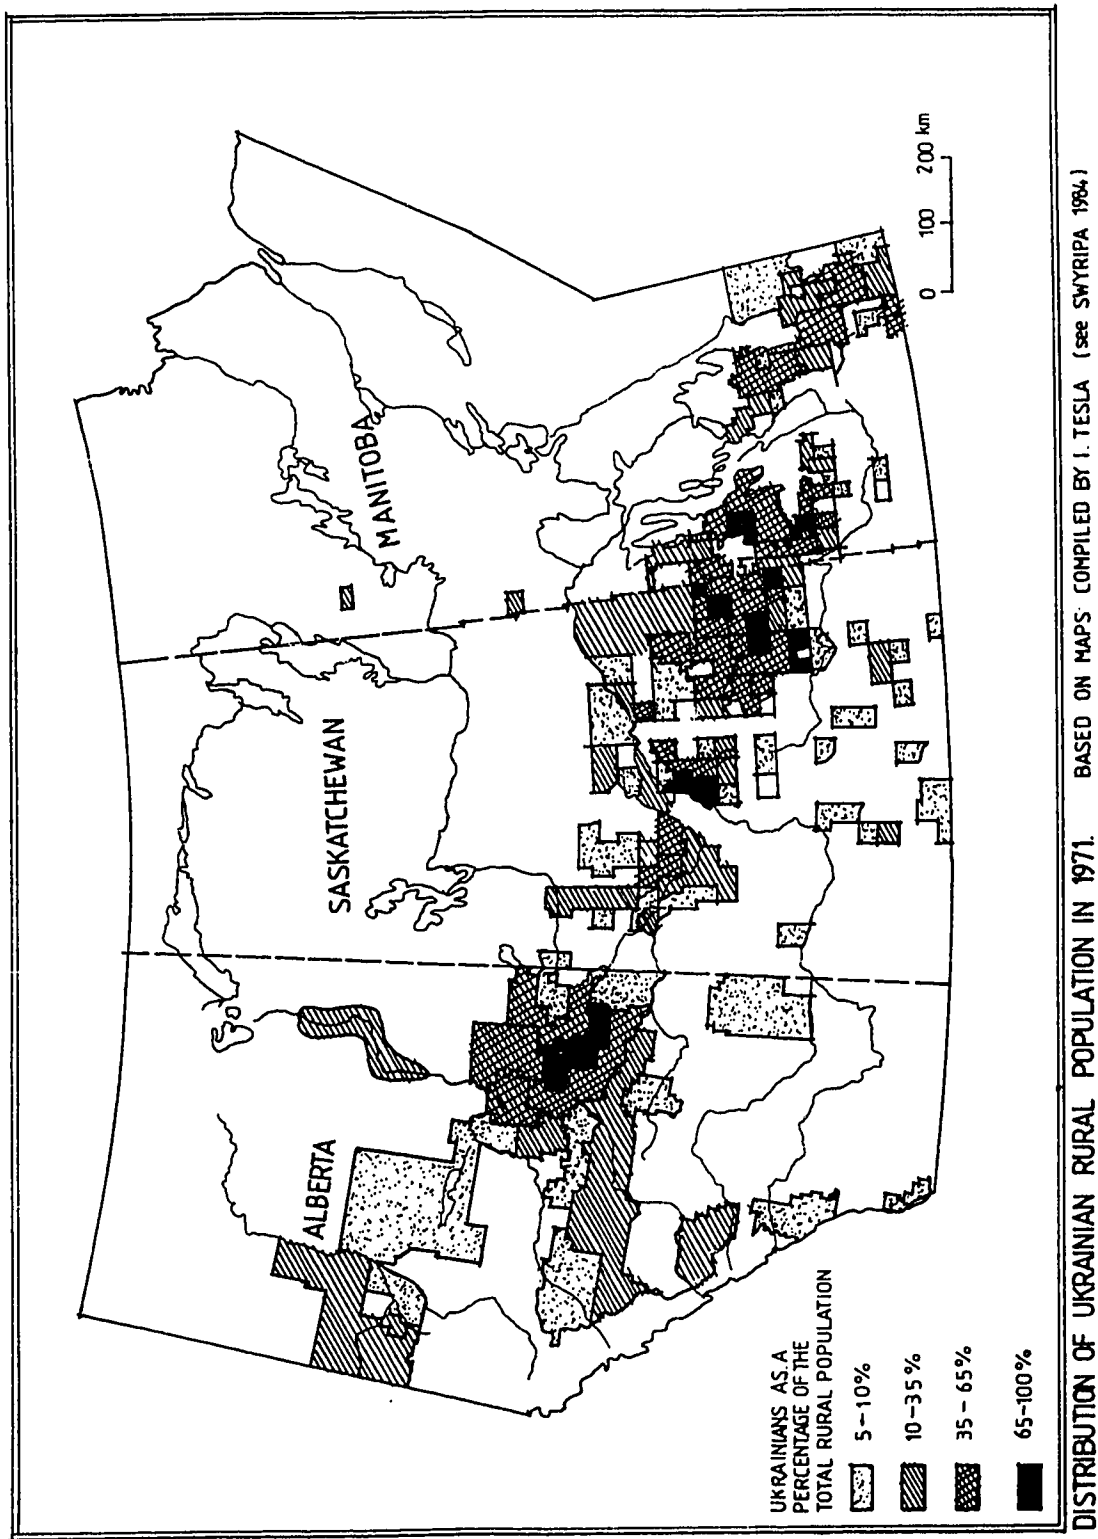 MANITOBA
SASKATCHEWAN
ALBERTA
0 100 200 km
UKRAINIANS AS.A
PERCENTAGE OF THE
TOTAL RURAL POPULATION
5-10%
10-35%
35-65%
65-100%
DISTRIBUTION OF UKRAINIAN RURAL POPULATION IN 1971. BASED ON MAPS COMPILED BY I. TESLA (see SWYRIPA 1984)